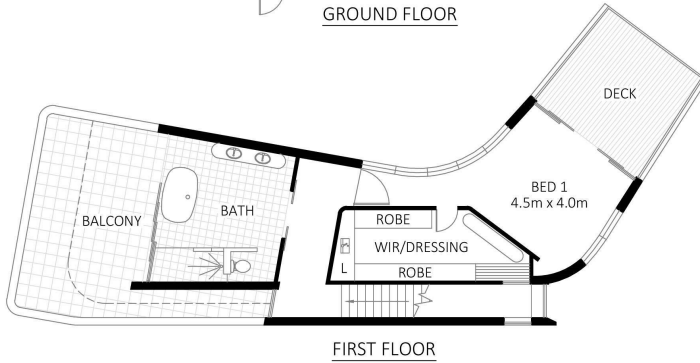 GROUND FLOOR
DECK
BED 1
4.5m x 4.0m
BALCONY
BATH
ROBE
WIR/DRESSING
L
ROBE
FIRST FLOOR